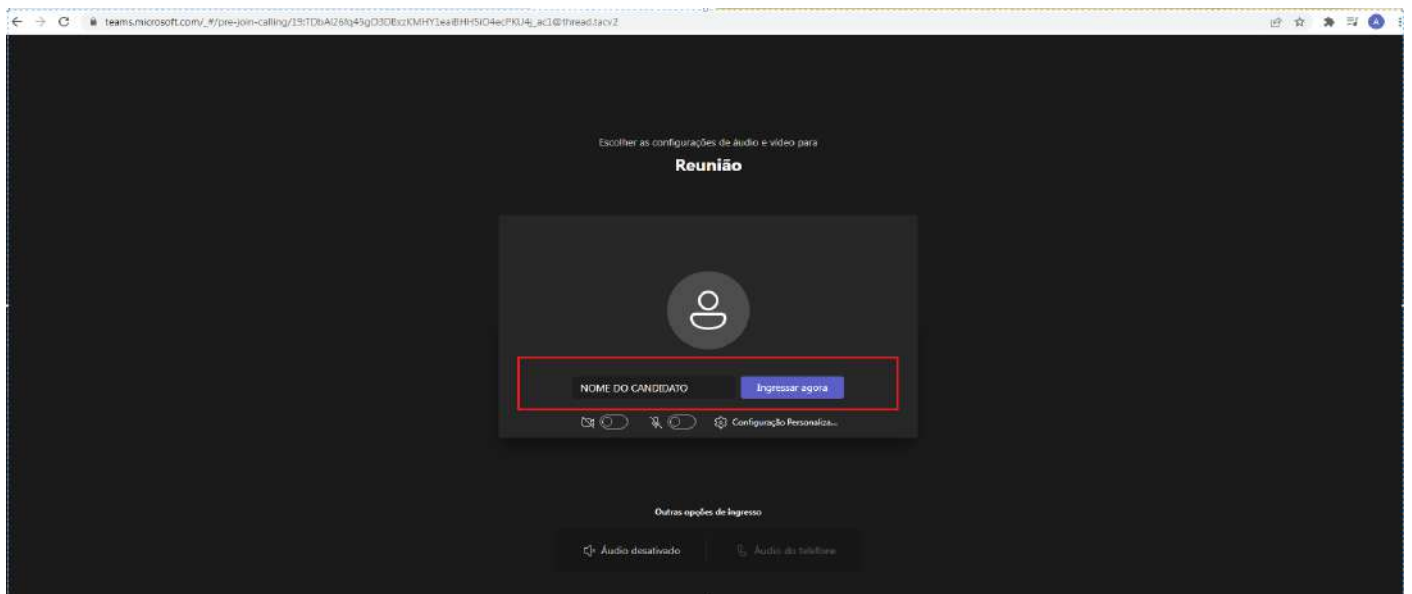 teams.microsoft.com/_#/pre-join-calling/
A
Escolher as configurações de áudio e vídeo para
Reunião
NOME DO CANDIDATO Ingressar agora
Configuração Personaliza...
Outras opções de ingresso
Áudio desativado Áudio do telefone